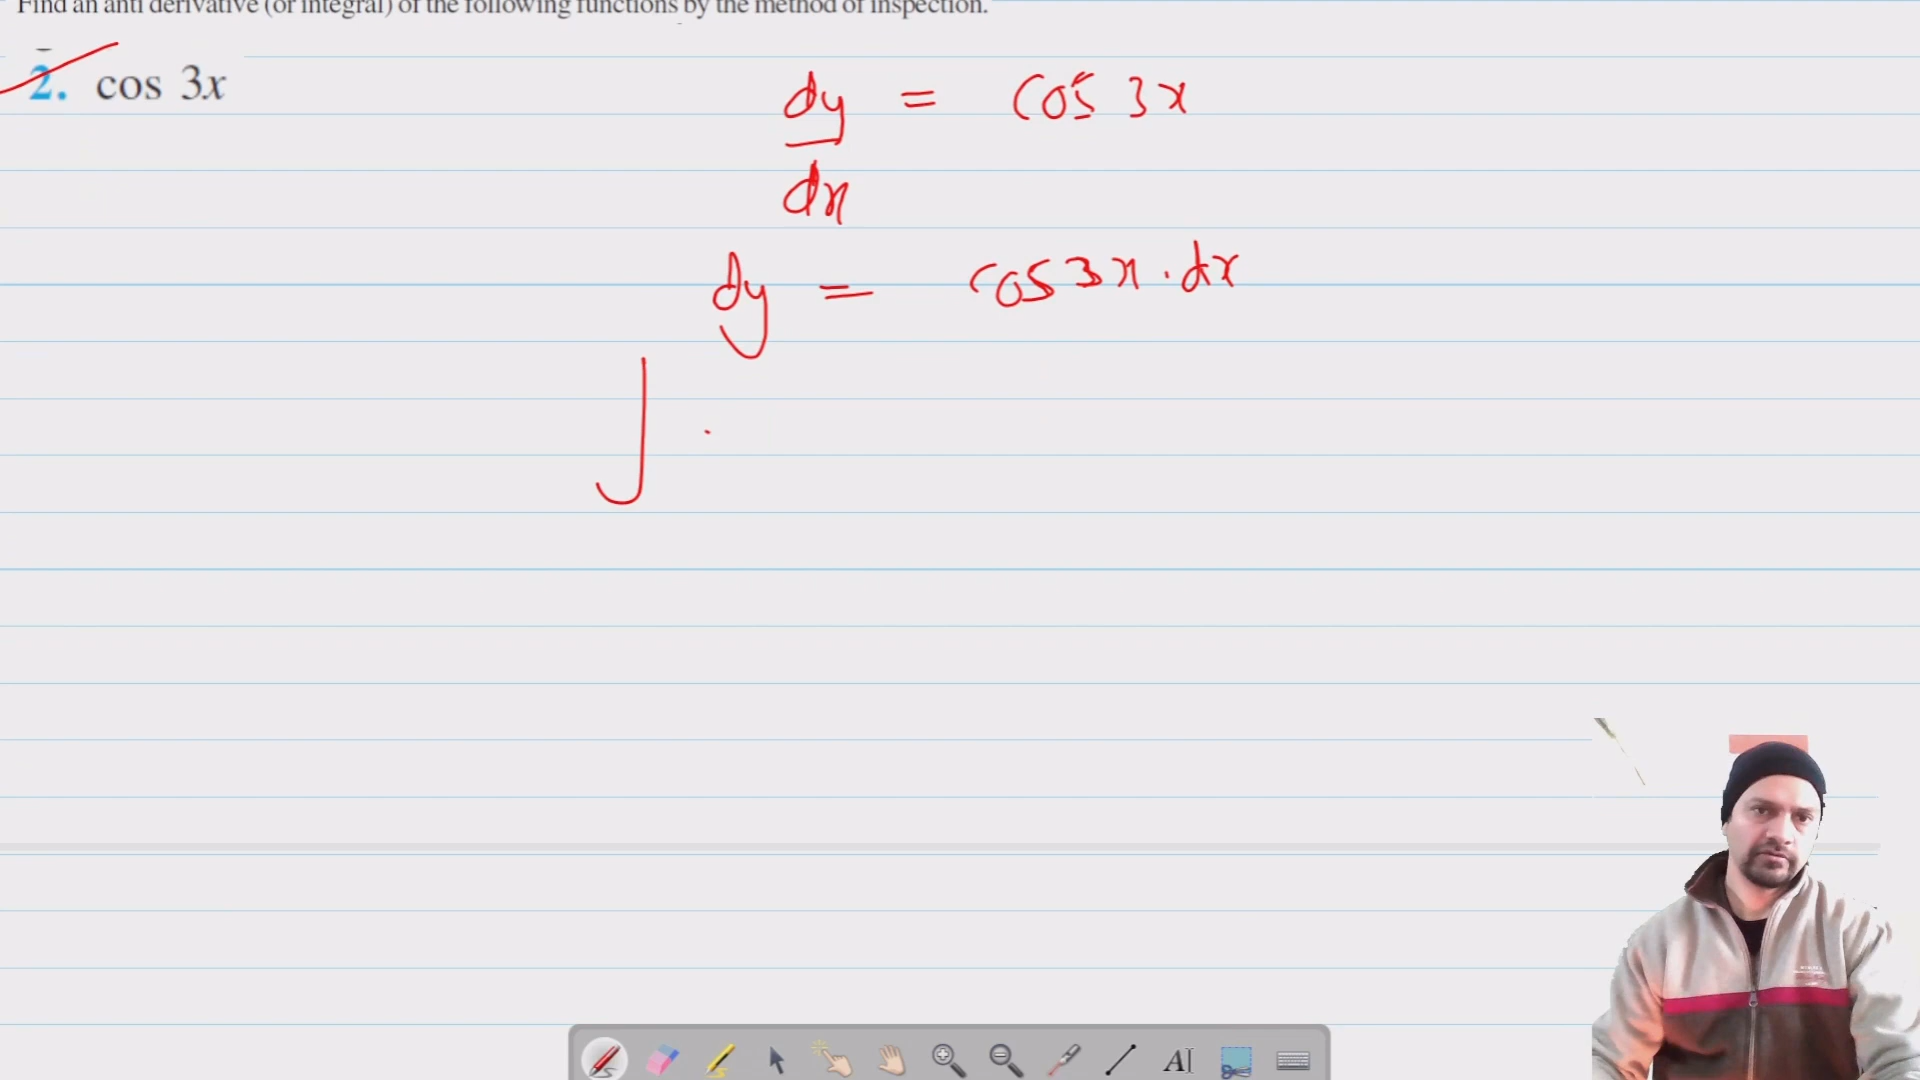 Find an anti derivative (or integral) of the following functions by the method of inspection.
2. cos 3x
dy = cos 3x
dx
dy = cos 3x . dx
∫
AI